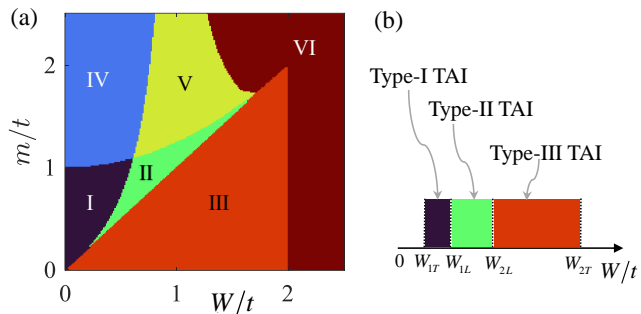 (a)
IV
V
VI
I
II
III
2
1
0
m/t
0
1
2
W/t
(b)
Type-I TAI
Type-II TAI
Type-III TAI
0
W1T
W1L
W2L
W2T
W/t